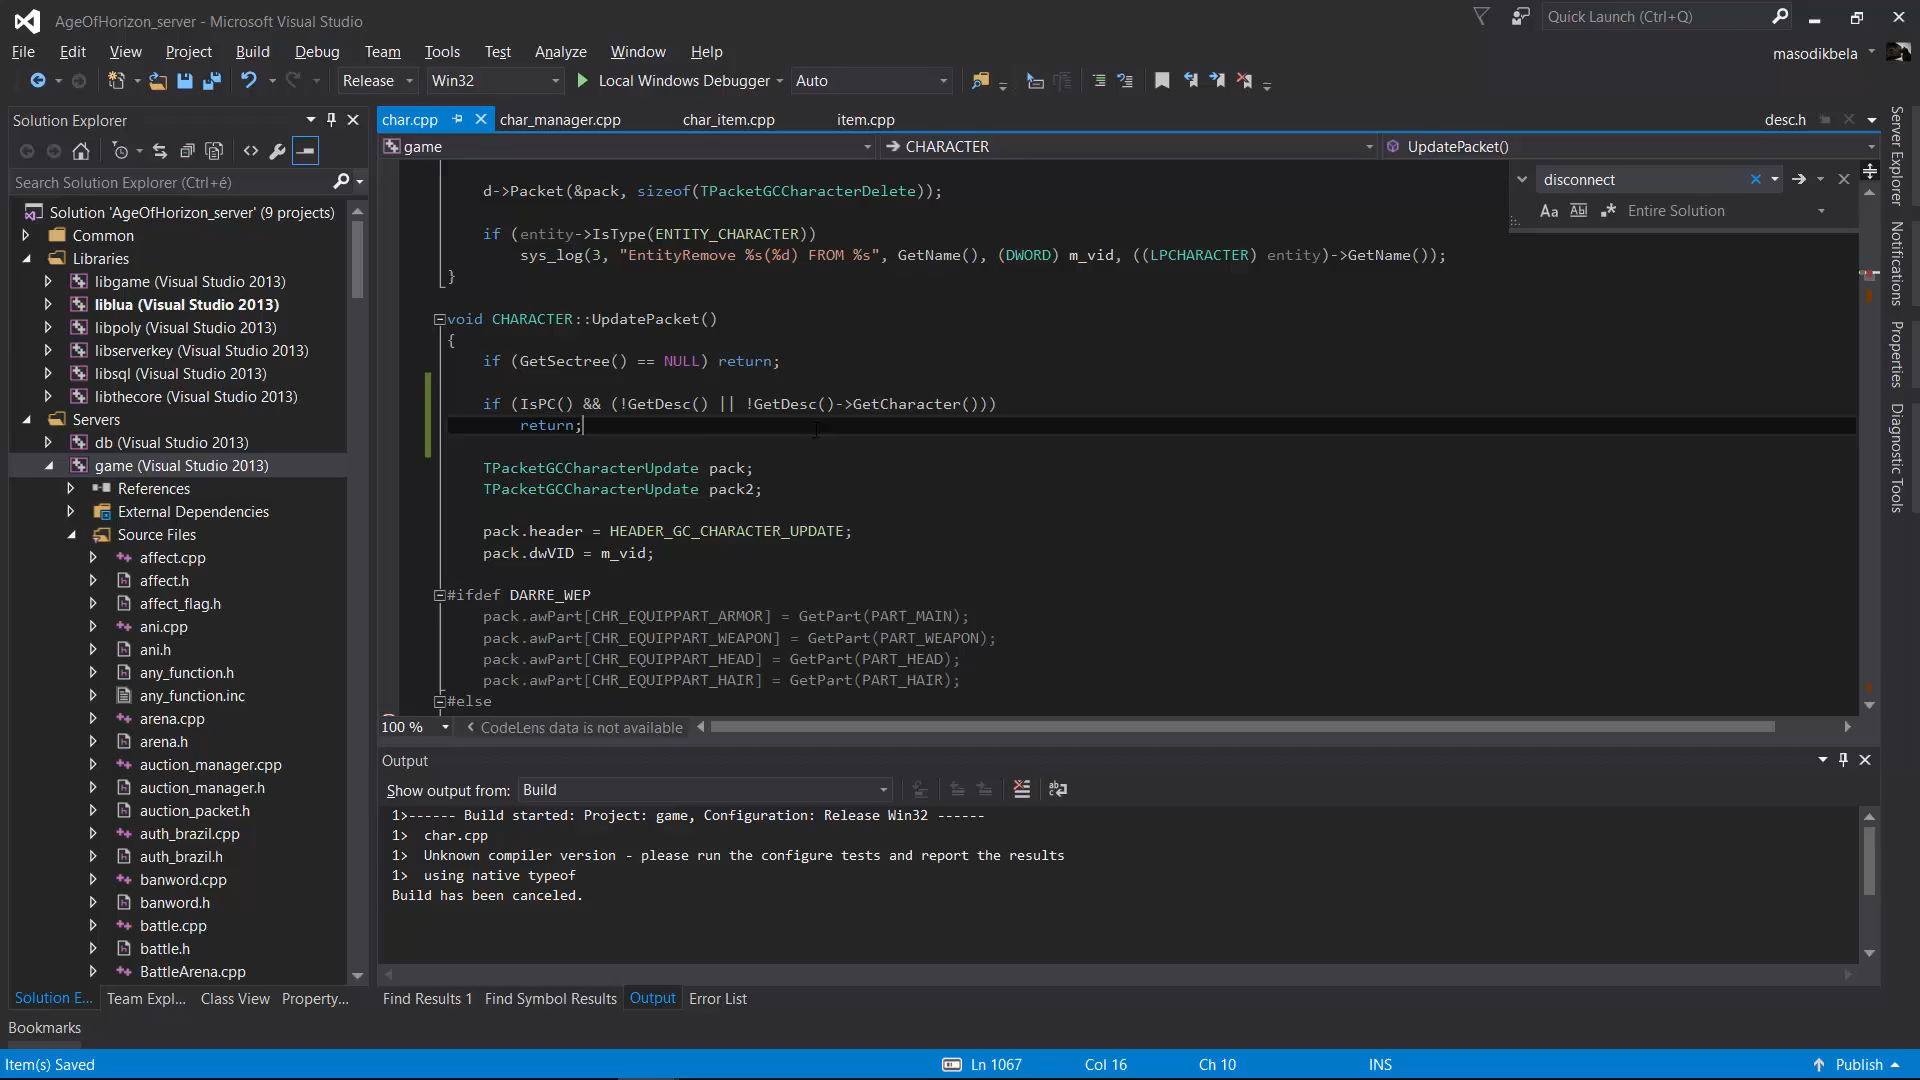 AgeOfHorizon_server - Microsoft Visual Studio
Quick Launch (Ctrl+Q)
File Edit View Project Build Debug Team Tools Test Analyze Window Help
masodikbela
Release Win32 Local Windows Debugger Auto
Solution Explorer
Search Solution Explorer (Ctrl+é)
Solution 'AgeOfHorizon_server' (9 projects)
Common
Libraries
libgame (Visual Studio 2013)
liblua (Visual Studio 2013)
libpoly (Visual Studio 2013)
libserverkey (Visual Studio 2013)
libsql (Visual Studio 2013)
libthecore (Visual Studio 2013)
Servers
db (Visual Studio 2013)
game (Visual Studio 2013)
References
External Dependencies
Source Files
affect.cpp
affect.h
affect_flag.h
ani.cpp
ani.h
any_function.h
any_function.inc
arena.cpp
arena.h
auction_manager.cpp
auction_manager.h
auction_packet.h
auth_brazil.cpp
auth_brazil.h
banword.cpp
banword.h
battle.cpp
battle.h
BattleArena.cpp
Solution E... Team Expl... Class View Property...
Bookmarks
char.cpp char_manager.cpp char_item.cpp item.cpp desc.h
game CHARACTER UpdatePacket()
disconnect
Aa Ab Entire Solution
d->Packet(&pack, sizeof(TPacketGCCharacterDelete));
if (entity->IsType(ENTITY_CHARACTER))
sys_log(3, "EntityRemove %s(%d) FROM %s", GetName(), (DWORD) m_vid, ((LPCHARACTER) entity)->GetName());
}
void CHARACTER::UpdatePacket()
{
if (GetSectree() == NULL) return;
if (IsPC() && (!GetDesc() || !GetDesc()->GetCharacter()))
return;
TPacketGCCharacterUpdate pack;
TPacketGCCharacterUpdate pack2;
pack.header = HEADER_GC_CHARACTER_UPDATE;
pack.dwVID = m_vid;
#ifdef DARRE_WEP
pack.awPart[CHR_EQUIPPART_ARMOR] = GetPart(PART_MAIN);
pack.awPart[CHR_EQUIPPART_WEAPON] = GetPart(PART_WEAPON);
pack.awPart[CHR_EQUIPPART_HEAD] = GetPart(PART_HEAD);
pack.awPart[CHR_EQUIPPART_HAIR] = GetPart(PART_HAIR);
#else
100 % CodeLens data is not available
Output
Show output from: Build
1>------ Build started: Project: game, Configuration: Release Win32 ------
1> char.cpp
1> Unknown compiler version - please run the configure tests and report the results
1> using native typeof
Build has been canceled.
Find Results 1 Find Symbol Results Output Error List
Server Explorer
Notifications
Properties
Diagnostic Tools
Item(s) Saved Ln 1067 Col 16 Ch 10 INS Publish